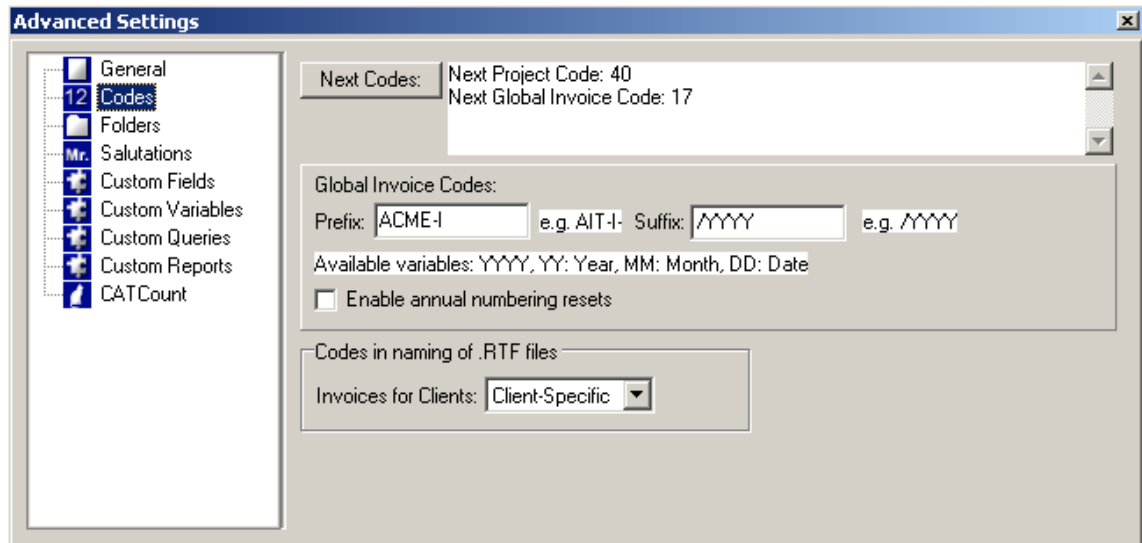 Advanced Settings
General
12 Codes
Folders
Mr. Salutations
Custom Fields
Custom Variables
Custom Queries
Custom Reports
CATCount
Next Codes:
Next Project Code: 40
Next Global Invoice Code: 17
Global Invoice Codes:
Prefix: ACME-I e.g. AIT-I- Suffix: /YYYY e.g. /YYYY
Available variables: YYYY, YY: Year, MM: Month, DD: Date
Enable annual numbering resets
Codes in naming of .RTF files
Invoices for Clients: Client-Specific